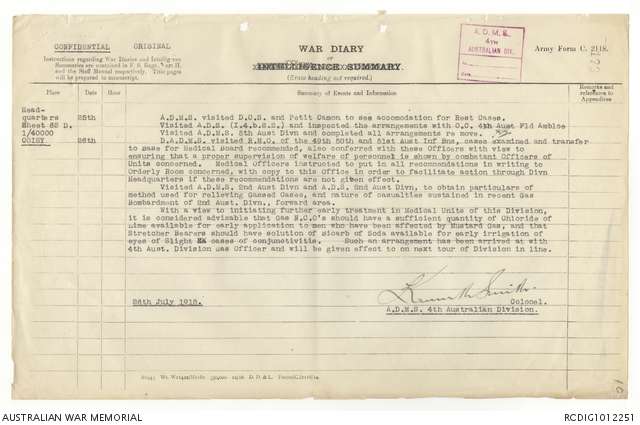 CONFIDENTIAL ORIGINAL
Instructions regarding War Diaries and Intelligence
Summaries are contained in F. S. Regs., Part II.
and the Staff Manual respectively. Title pages
will be prepared in manuscript.
WAR DIARY
or
INTELLIGENCE SUMMARY.
(Erase heading not required.)
A.D.M.S.
4TH
AUSTRALIAN DIV.
Army Form C. 2118.
Place Date Hour Summary of Events and Information Remarks and references to Appendices
Head-
quarters
Sheet 62 D.
1/40000
COISY
25th A.D.M.S. visited D.O.S. and Petit Camon to see accomodation for Rest Cases.
Visited A.D.S. (I.4.b.5.5.) and inspected the arrangements with O.C. 4th Aust Fld Ambloe
Visited A.D.M.S. 5th Aust Divn and completed all arrangements re move.
26th D.A.D.M.S. visited R.M.O. of the 49th 50th and 51st Aust Inf Bns, cases examined and transfer
to Base for Medical Board recommended, also conferred with these Officers with view to
ensuring that a proper supervision of welfare of personnel is shown by combatant Officers of
Units concerned. Medical Officers instructed to put in all recommendations in writing to
Orderly Room concerned, with copy to this Office in order to facilitate action through Divn
Headquarters if these recommendations are not given effect.
Visited A.D.M.S. 2nd Aust Divn and A.D.S. 2nd Aust Divn, to obtain particulars of
method used for relieving Gassed Cases, and nature of casualties sustained in recent Gas
Bombardment of 2nd Aust. Divn., forward area.
With a view to initiating further early treatment in Medical Units of this Division,
it is considered advisable that Gas N.C.O's should have a sufficient quantity of Chloride of
Lime available for early application to men who have been affected by Mustard Gas, and that
Stretcher Bearers should have solution of Bicarb of Soda available for early irrigation of
eyes of Slight cases of conjunctivitis. Such an arrangement has been arrived at with
4th Aust. Division Gas Officer and will be given effect to on next tour of Division in line.
26th July 1918.
Kenneth Smith
Colonel.
A.D.M.S. 4th Australian Division.
AUSTRALIAN WAR MEMORIAL
RCDIG1012251